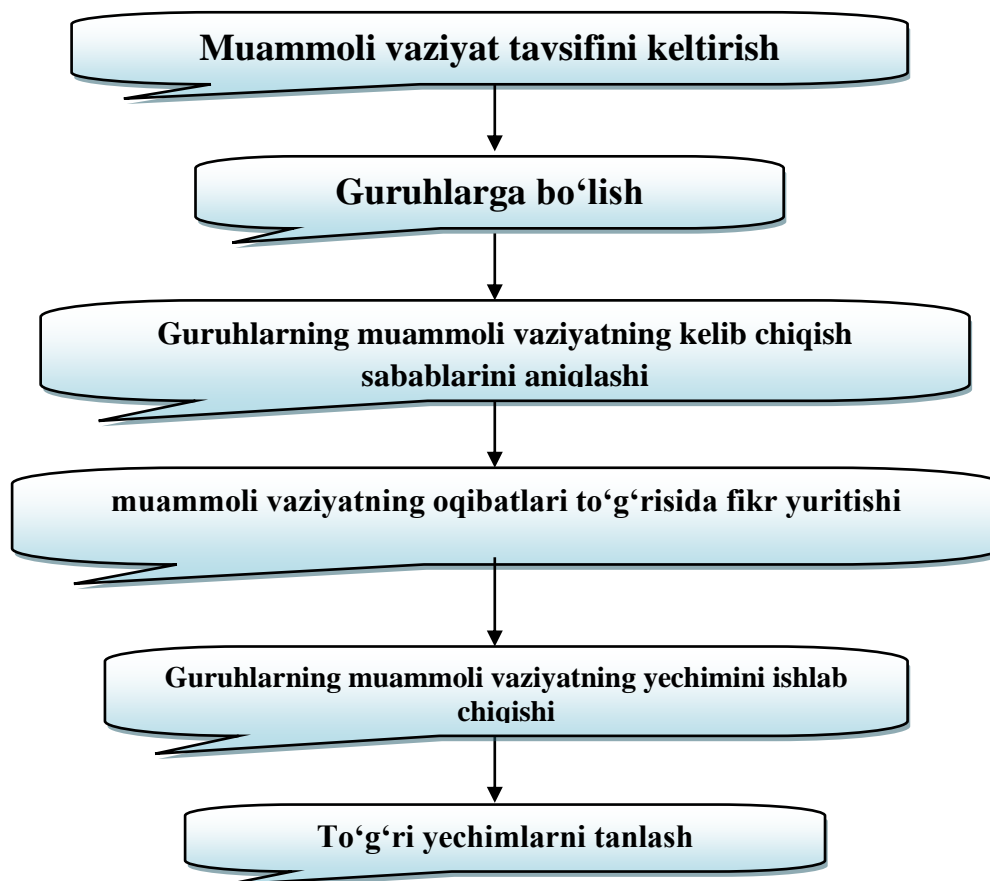 Muammoli vaziyat tavsifini keltirish
Guruhlarga bo‘lish
Guruhlarning muammoli vaziyatning kelib chiqish
sabablarini aniqlashi
muammoli vaziyatning oqibatlari to‘g‘risida fikr yuritishi
Guruhlarning muammoli vaziyatning yechimini ishlab
chiqishi
To‘g‘ri yechimlarni tanlash